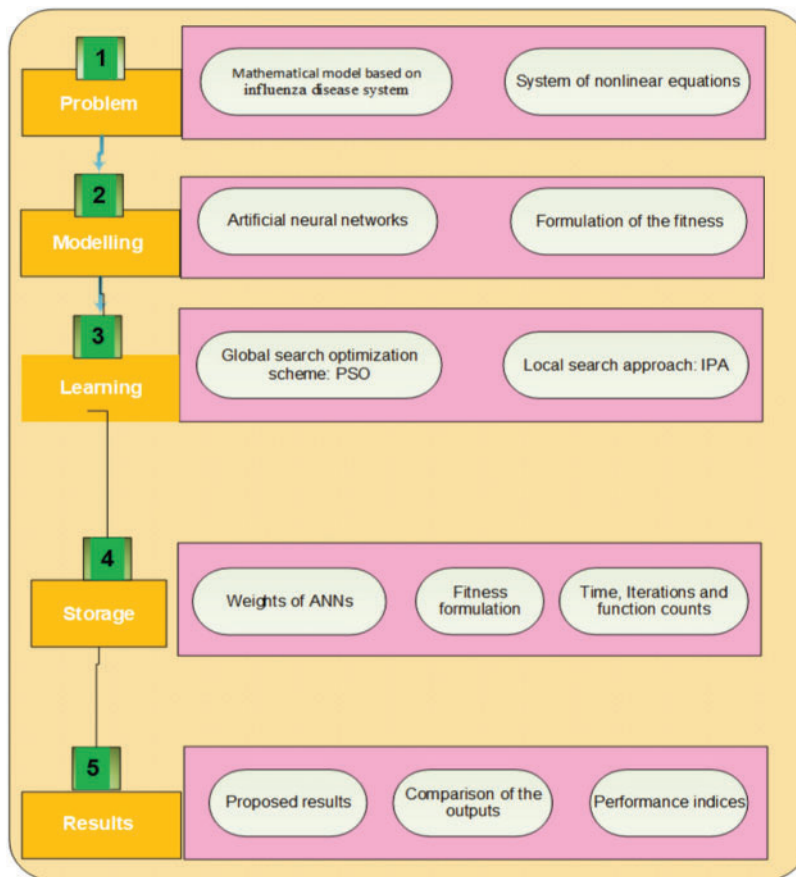 1
Problem
Mathematical model based on
influenza disease system
System of nonlinear equations
2
Modelling
Artificial neural networks
Formulation of the fitness
3
Learning
Global search optimization
scheme: PSO
Local search approach: IPA
4
Storage
Weights of ANNs
Fitness
formulation
Time, Iterations and
function counts
5
Results
Proposed results
Comparison of the
outputs
Performance indices